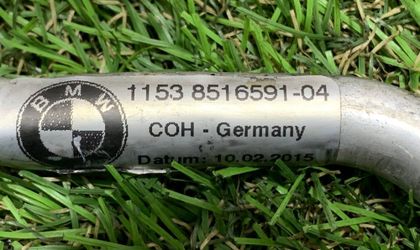 BMW
1153 8516591-04
COH - Germany
Datum: 10.02.2015